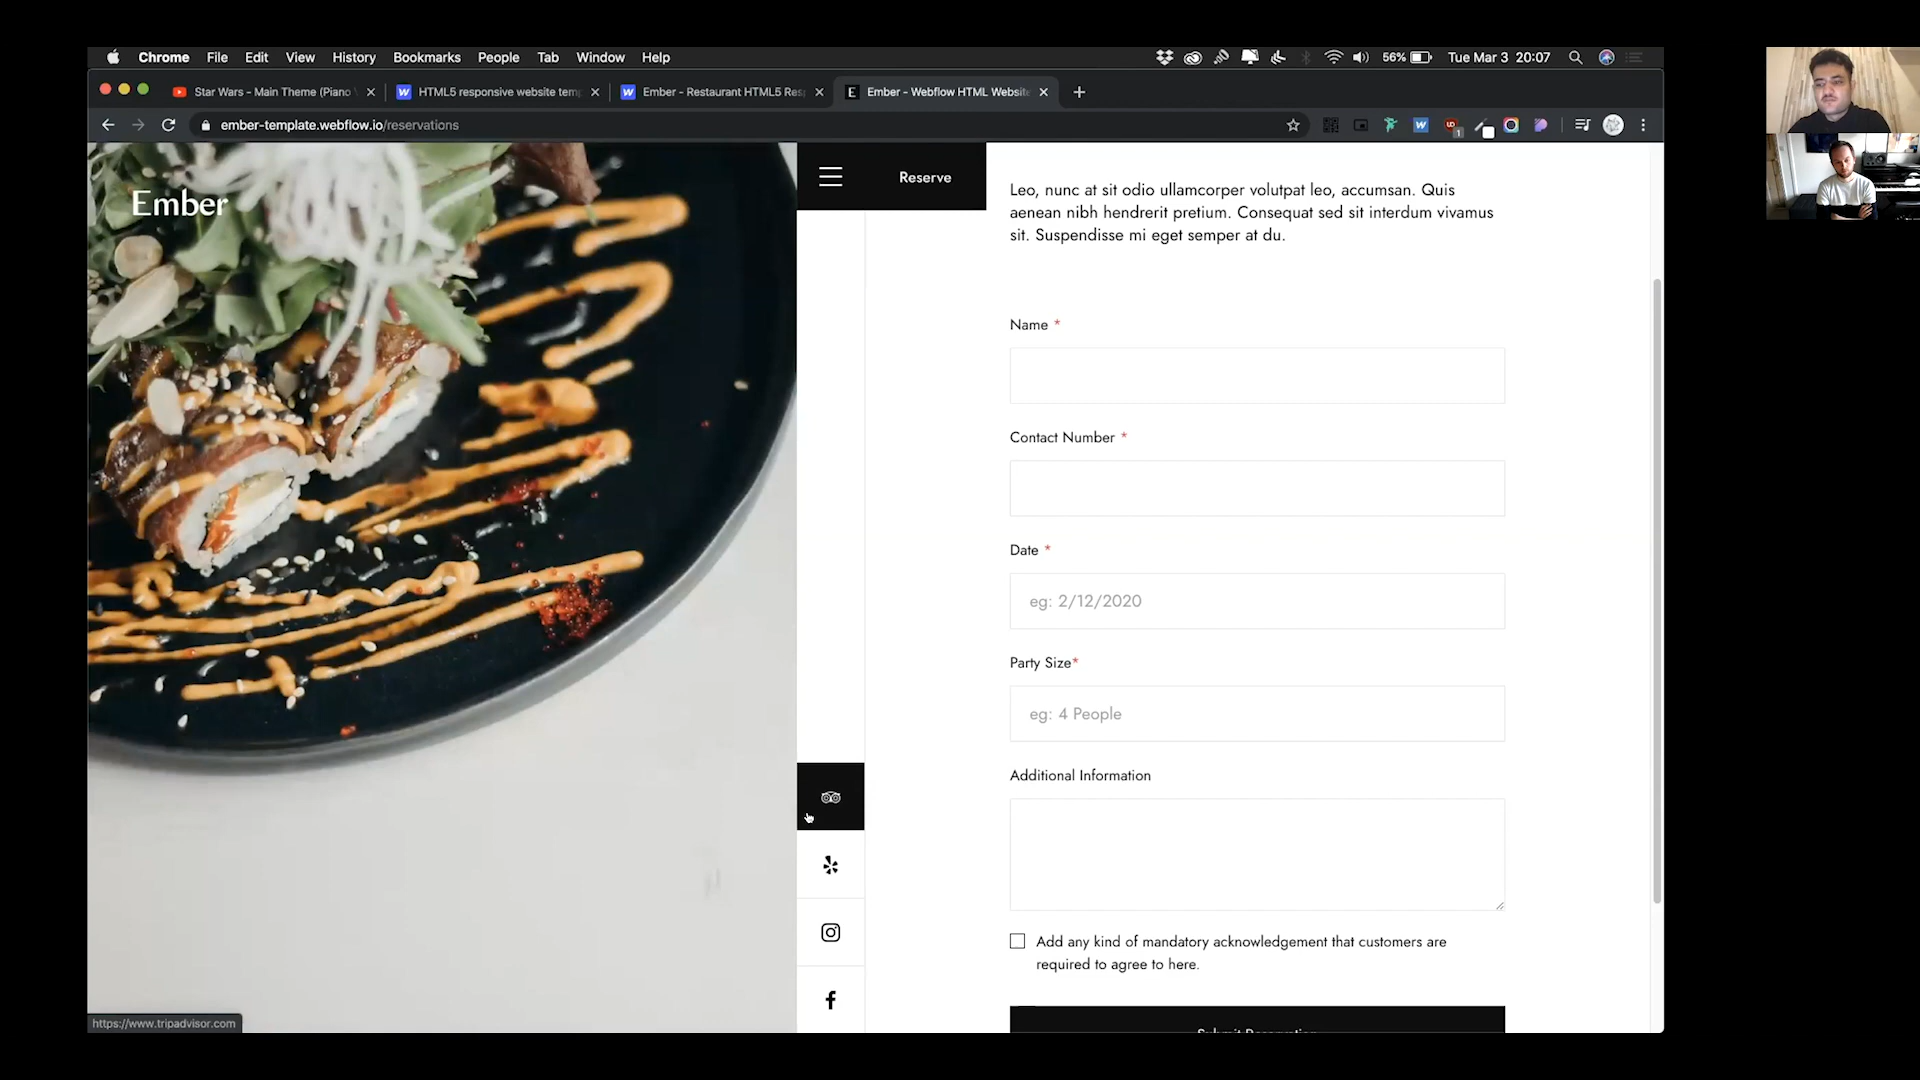 Chrome File Edit View History Bookmarks People Tab Window Help 56% Tue Mar 3 20:07
Star Wars - Main Theme (Piano HTML5 responsive website tem Ember - Restaurant HTML5 Res Ember - Webflow HTML Website
ember-template.webflow.io/reservations
Ember
Reserve
Leo, nunc at sit odio ullamcorper volutpat leo, accumsan. Quis
aenean nibh hendrerit pretium. Consequat sed sit interdum vivamus
sit. Suspendisse mi eget semper at du.
Name *
Contact Number *
Date *
eg: 2/12/2020
Party Size*
eg: 4 People
Additional Information
Add any kind of mandatory acknowledgement that customers are
required to agree to here.
Submit Reservation
https://www.tripadvisor.com